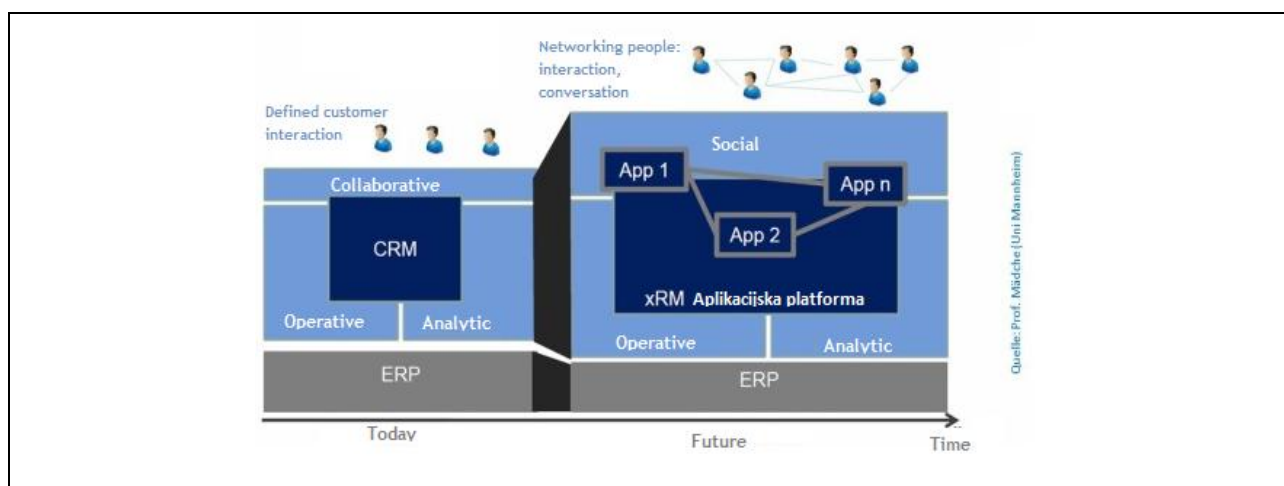 Networking people:
interaction,
conversation
Defined customer
interaction
Collaborative
CRM
Operative
Analytic
ERP
Social
App 1
App n
App 2
xRM Aplikacijska platforma
Operative
Analytic
ERP
Today
Future
Time
Quelle: Prof. Mädche (Uni Mannheim)